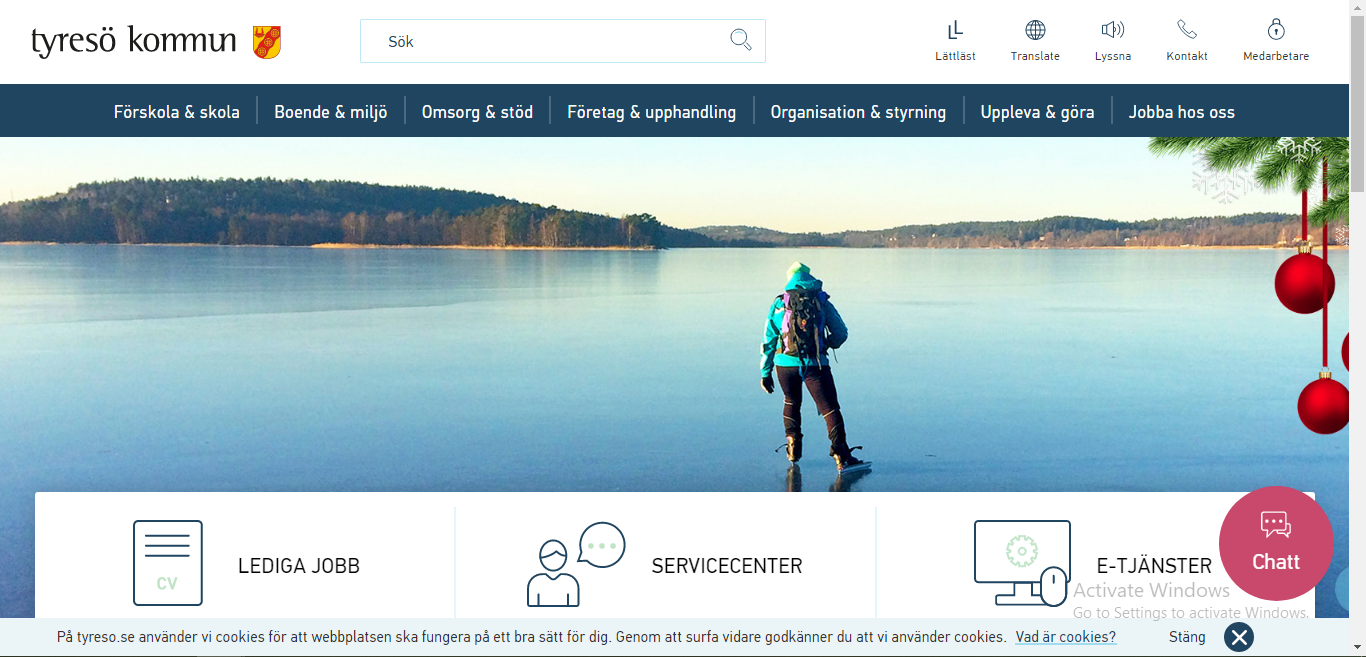 tyresö kommun
Sök
LL
Lättläst
Translate
Lyssna
Kontakt
Medarbetare
Förskola & skola
Boende & miljö
Omsorg & stöd
Företag & upphandling
Organisation & styrning
Uppleva & göra
Jobba hos oss
CV
LEDIGA JOBB
SERVICECENTER
E-TJÄNSTER
Chatt
Activate Windows
Go to Settings to activate Windows.
På tyreso.se använder vi cookies för att webbplatsen ska fungera på ett bra sätt för dig. Genom att surfa vidare godkänner du att vi använder cookies. Vad är cookies?
Stäng